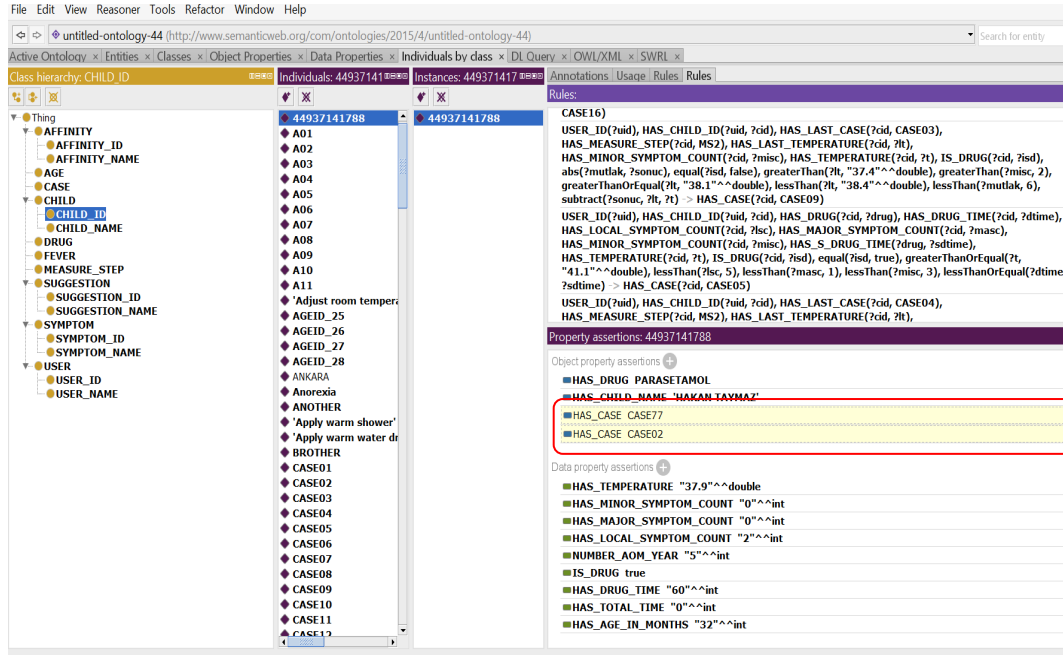 File Edit View Reasoner Tools Refactor Window Help
untitled-ontology-44 (http://www.semanticweb.org/com/ontologies/2015/4/untitled-ontology-44)
Search for entity
Active Ontology × Entities × Classes × Object Properties × Data Properties × Individuals by class × DL Query × OWL/XML × SWRL ×
Class hierarchy: CHILD_ID
Thing
AFFINITY
AFFINITY_ID
AFFINITY_NAME
AGE
CASE
CHILD
CHILD_ID
CHILD_NAME
DRUG
FEVER
MEASURE_STEP
SUGGESTION
SUGGESTION_ID
SUGGESTION_NAME
SYMPTOM
SYMPTOM_ID
SYMPTOM_NAME
USER
USER_ID
USER_NAME
Individuals: 44937141
44937141788
A01
A02
A03
A04
A05
A06
A07
A08
A09
A10
A11
'Adjust room tempera
AGEID_25
AGEID_26
AGEID_27
AGEID_28
ANKARA
Anorexia
ANOTHER
'Apply warm shower'
'Apply warm water dr
BROTHER
CASE01
CASE02
CASE03
CASE04
CASE05
CASE06
CASE07
CASE08
CASE09
CASE10
CASE11
CASE12
Instances: 449371417
44937141788
Annotations Usage Rules Rules
Rules:
CASE16)
USER_ID(?uid), HAS_CHILD_ID(?uid, ?cid), HAS_LAST_CASE(?cid, CASE03),
HAS_MEASURE_STEP(?cid, MS2), HAS_LAST_TEMPERATURE(?cid, ?lt),
HAS_MINOR_SYMPTOM_COUNT(?cid, ?misc), HAS_TEMPERATURE(?cid, ?t), IS_DRUG(?cid, ?isd),
abs(?mutlak, ?sonuc), equal(?isd, false), greaterThan(?lt, "37.4"^^double), greaterThan(?misc, 2),
greaterThanOrEqual(?lt, "38.1"^^double), lessThan(?lt, "38.4"^^double), lessThan(?mutlak, 6),
subtract(?sonuc, ?lt, ?t) -> HAS_CASE(?cid, CASE09)
USER_ID(?uid), HAS_CHILD_ID(?uid, ?cid), HAS_DRUG(?cid, ?drug), HAS_DRUG_TIME(?cid, ?dtime),
HAS_LOCAL_SYMPTOM_COUNT(?cid, ?lsc), HAS_MAJOR_SYMPTOM_COUNT(?cid, ?masc),
HAS_MINOR_SYMPTOM_COUNT(?cid, ?misc), HAS_S_DRUG_TIME(?drug, ?sdtime),
HAS_TEMPERATURE(?cid, ?t), IS_DRUG(?cid, ?isd), equal(?isd, true), greaterThanOrEqual(?t,
"41.1"^^double), lessThan(?lsc, 5), lessThan(?masc, 1), lessThan(?misc, 3), lessThanOrEqual(?dtime
?sdtime) -> HAS_CASE(?cid, CASE05)
USER_ID(?uid), HAS_CHILD_ID(?uid, ?cid), HAS_LAST_CASE(?cid, CASE04),
HAS_MEASURE_STEP(?cid, MS2), HAS_LAST_TEMPERATURE(?cid, ?lt),
Property assertions: 44937141788
Object property assertions
HAS_DRUG PARASETAMOL
HAS_CHILD_NAME 'HAKAN TAYMAZ'
HAS_CASE CASE77
HAS_CASE CASE02
Data property assertions
HAS_TEMPERATURE "37.9"^^double
HAS_MINOR_SYMPTOM_COUNT "0"^^int
HAS_MAJOR_SYMPTOM_COUNT "0"^^int
HAS_LOCAL_SYMPTOM_COUNT "2"^^int
NUMBER_AOM_YEAR "5"^^int
IS_DRUG true
HAS_DRUG_TIME "60"^^int
HAS_TOTAL_TIME "0"^^int
HAS_AGE_IN_MONTHS "32"^^int